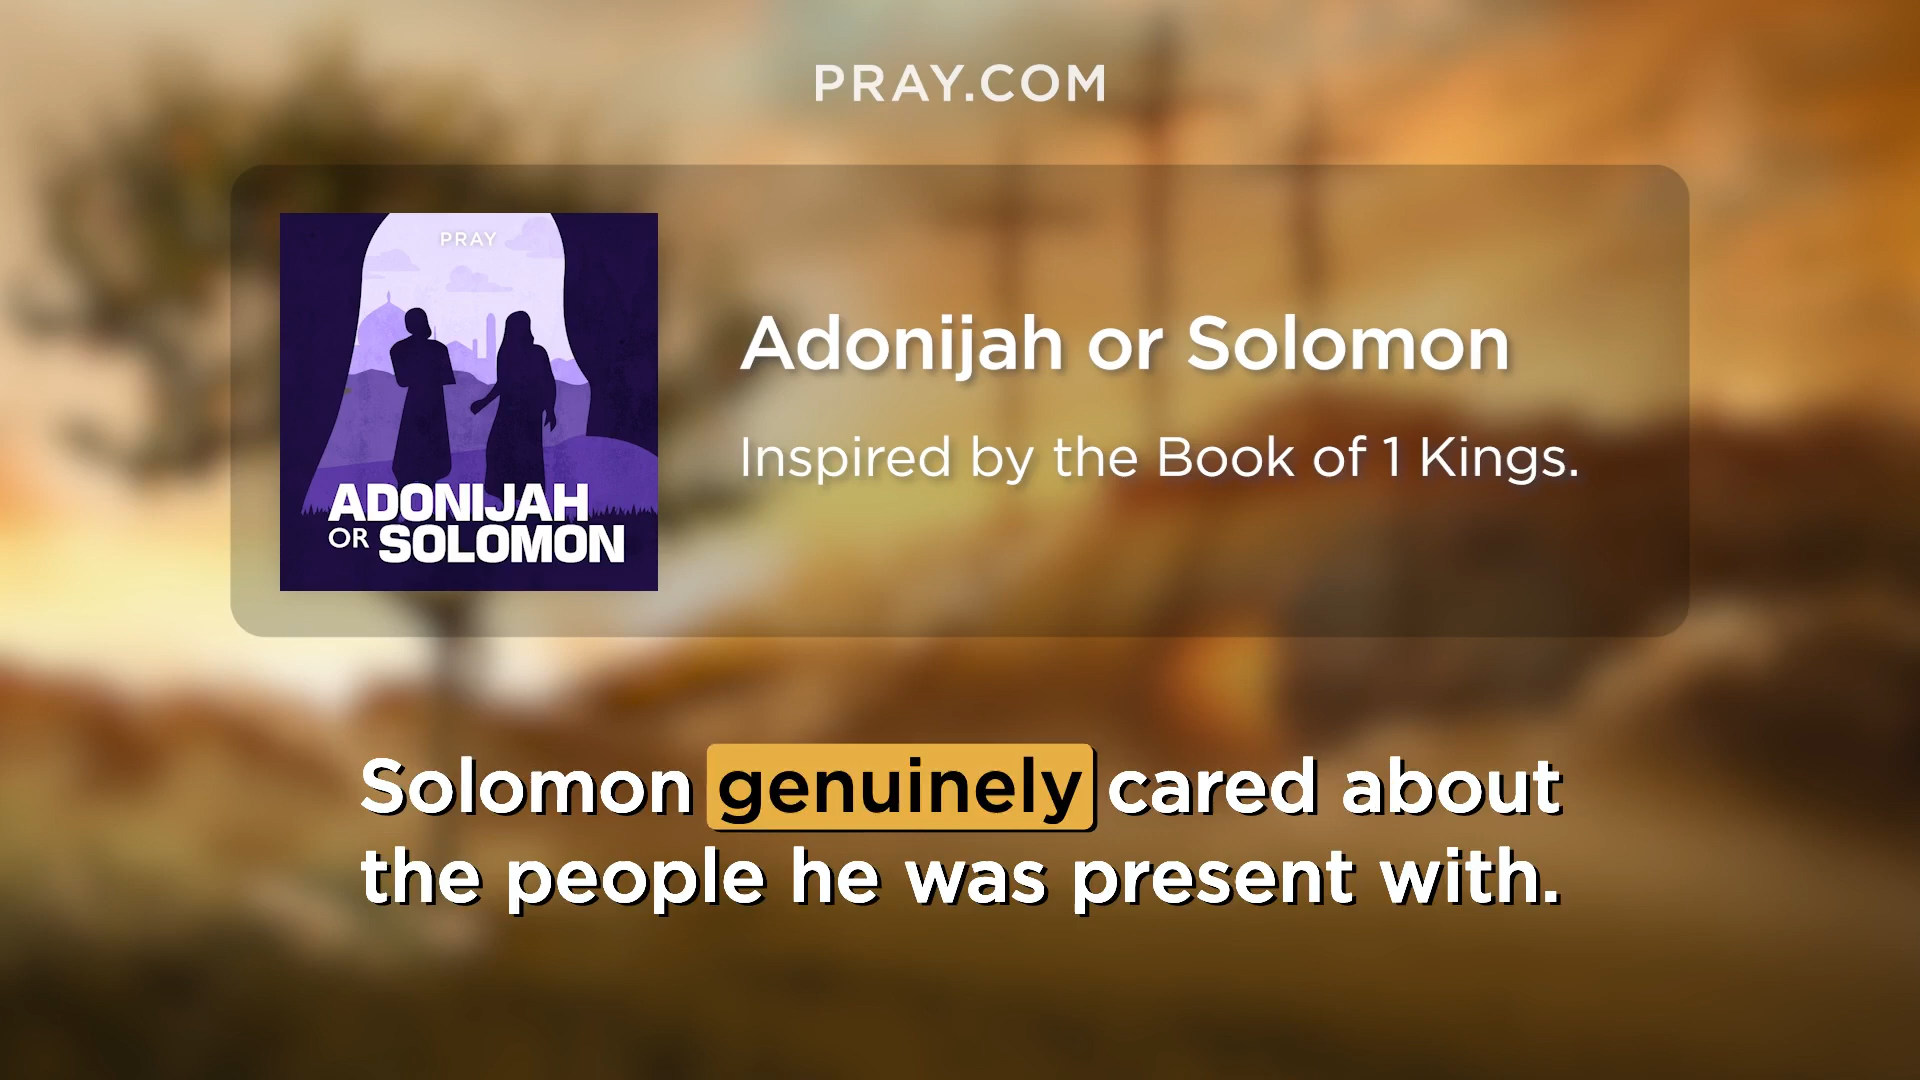 PRAY.COM
PRAY
ADONIJAH
OR SOLOMON
Adonijah or Solomon
Inspired by the Book of 1 Kings.
Solomon genuinely cared about
the people he was present with.